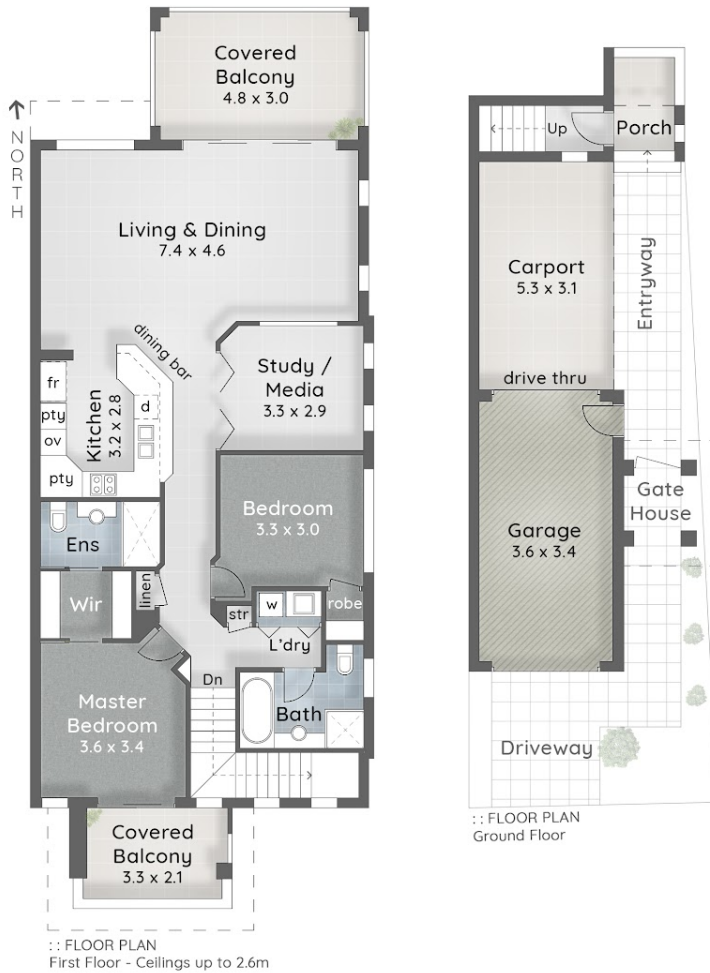 Covered
Balcony
4.8 x 3.0
NORTH
Living & Dining
7.4 x 4.6
dining bar
fr
pty
ov
pty
Kitchen
3.2 x 2.8
d
Study /
Media
3.3 x 2.9
Bedroom
3.3 x 3.0
Ens
Wir
linen
str
w
robe
L'dry
Master
Bedroom
3.6 x 3.4
Dn
Bath
Covered
Balcony
3.3 x 2.1
:: FLOOR PLAN
First Floor - Ceilings up to 2.6m
Up
Porch
Carport
5.3 x 3.1
Entryway
drive thru
Garage
3.6 x 3.4
Gate
House
Driveway
:: FLOOR PLAN
Ground Floor